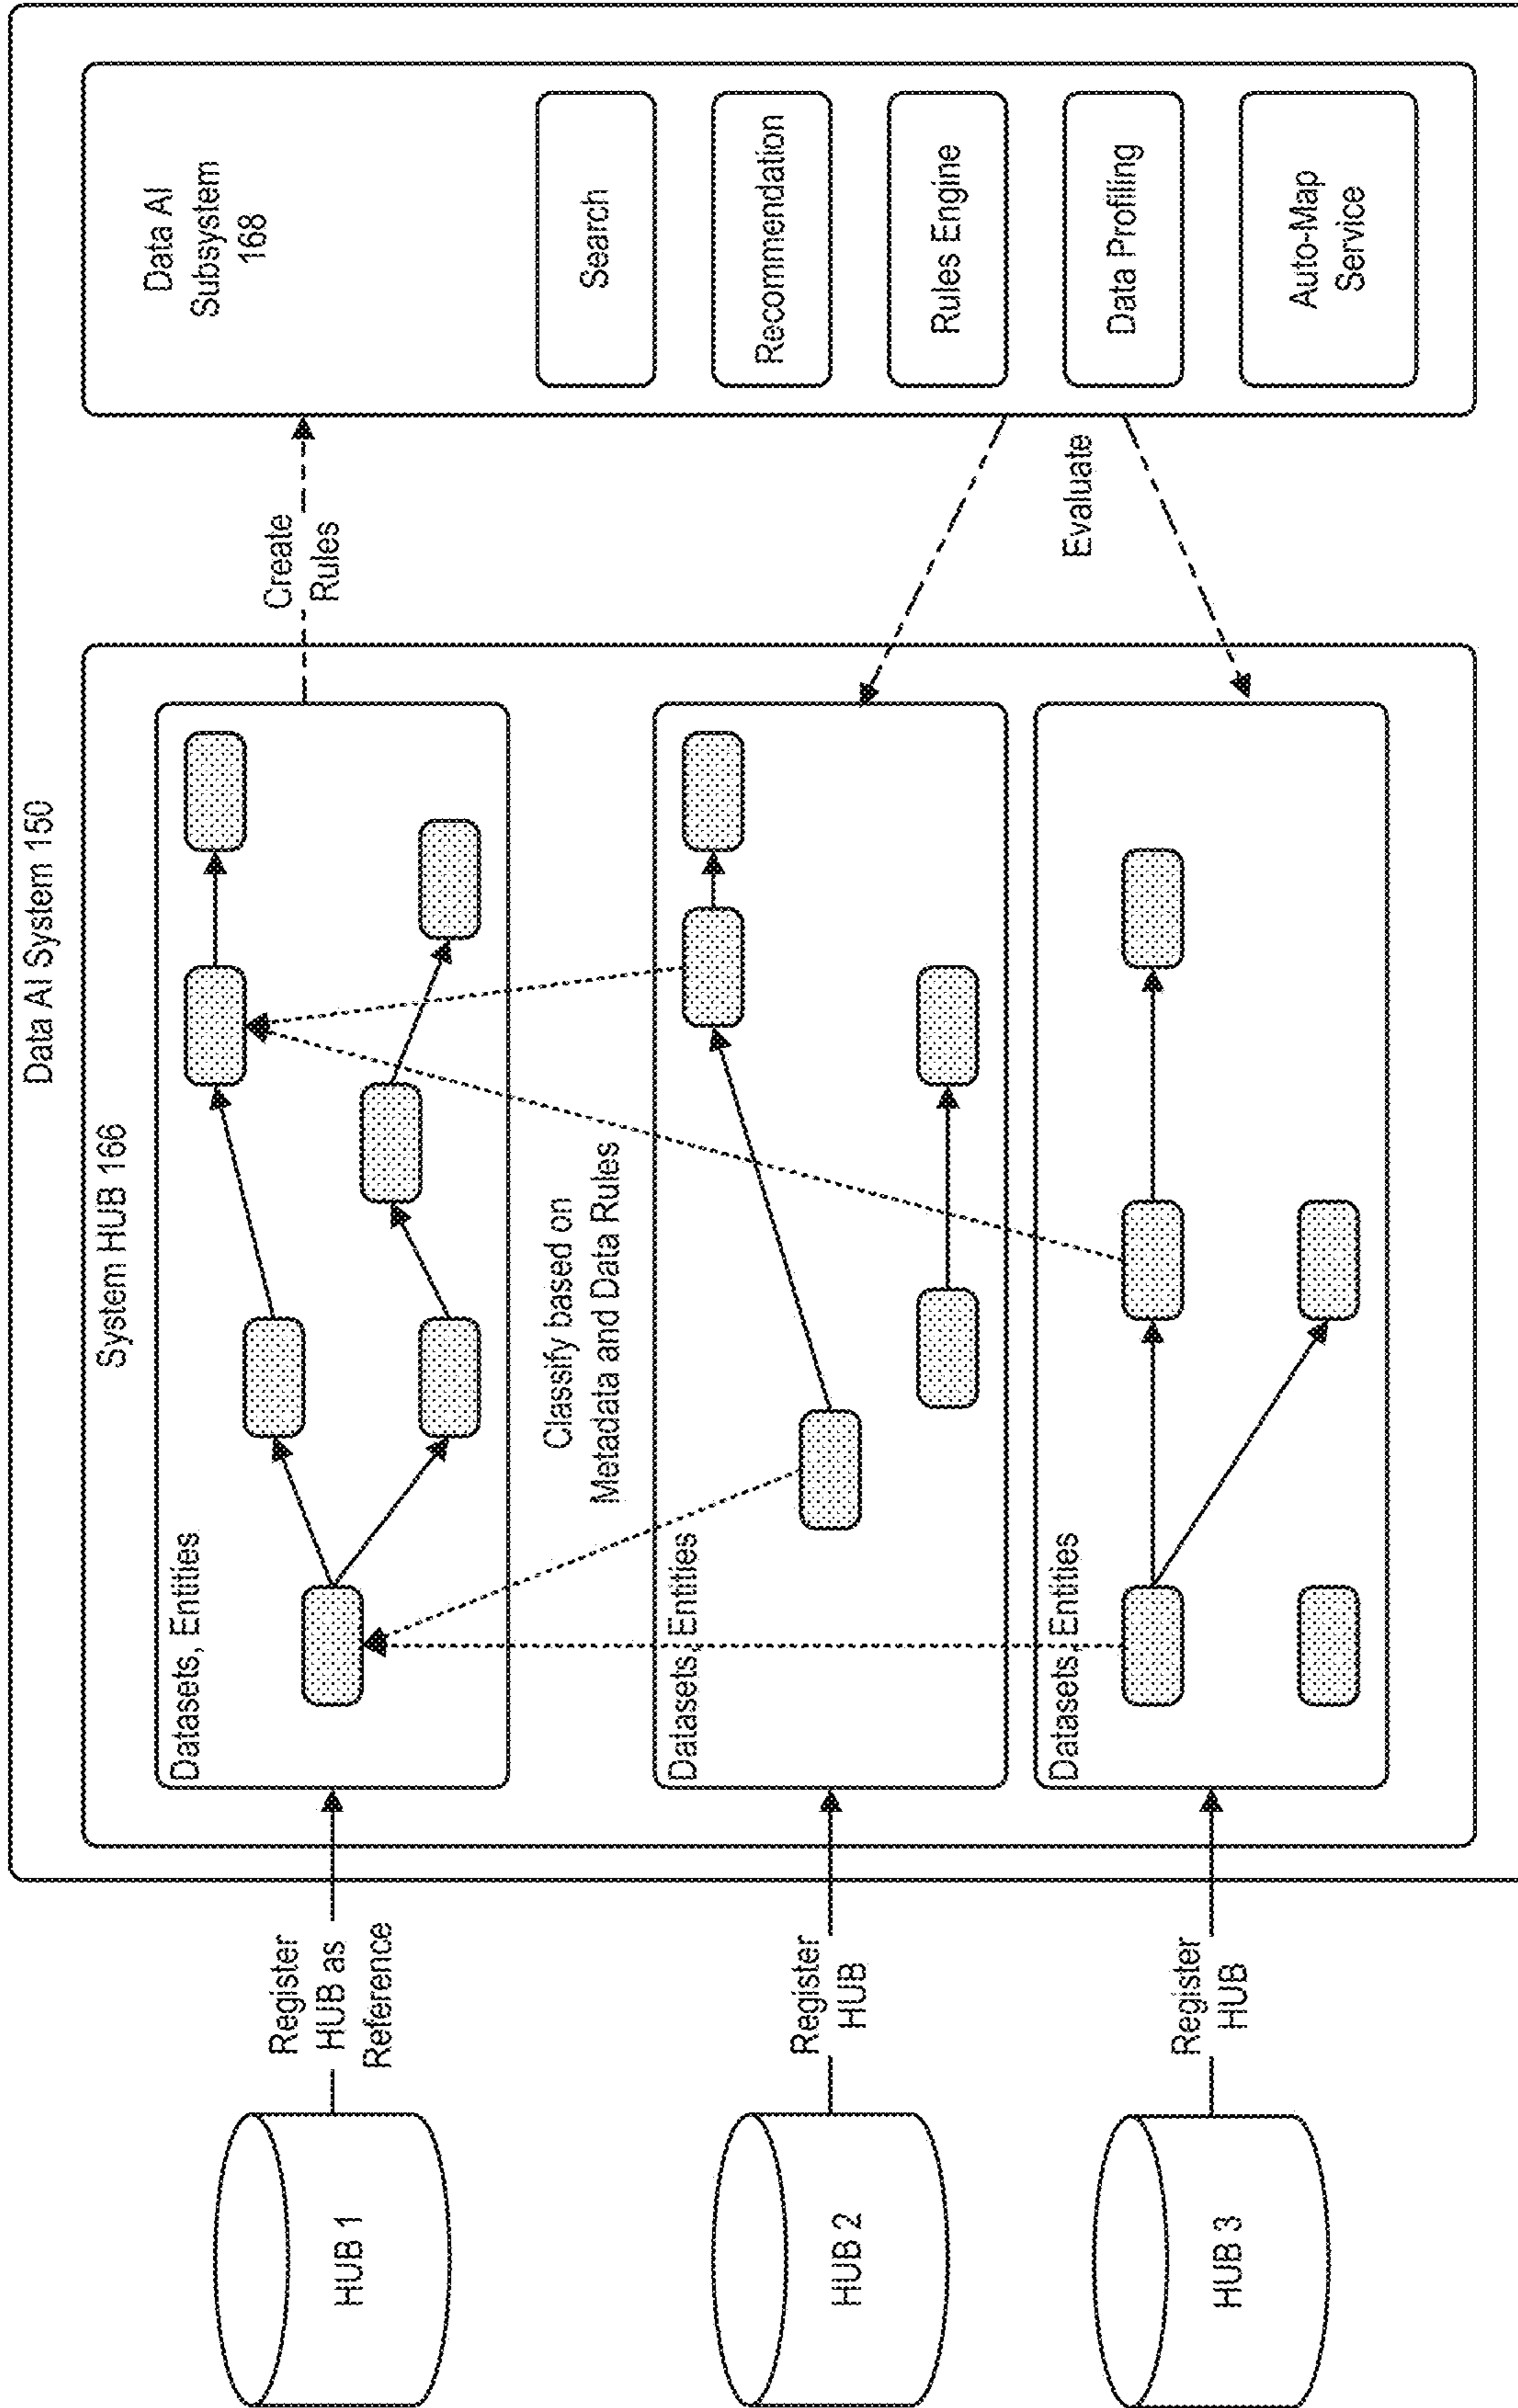 Data AI System 150
System HUB 166
HUB 1
Register
HUB as
Reference
Datasets, Entities
Create
Rules
Data AI
Subsystem
168
Search
Recommendation
Rules Engine
Data Profiling
Auto-Map
Service
Classify based on
Metadata and Data Rules
HUB 2
Register
HUB
Datasets, Entities
Evaluate
HUB 3
Register
HUB
Datasets, Entities